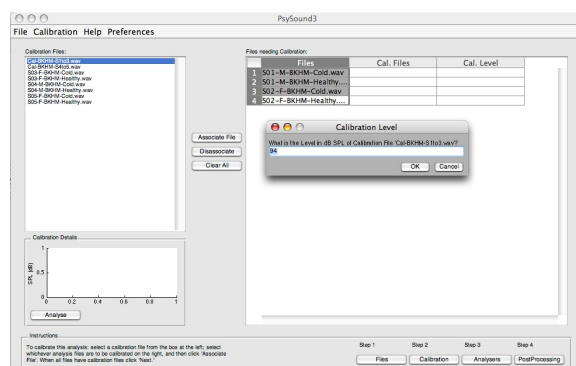 PsySound3
File Calibration Help Preferences
Calibration Files:
Cal-BKHM-S1to3.wav
Cal-BKHM-S4to5.wav
S03-F-BKHM-Cold.wav
S03-F-BKHM-Healthy.wav
S04-M-BKHM-Cold.wav
S04-M-BKHM-Healthy.wav
S05-F-BKHM-Cold.wav
S05-F-BKHM-Healthy.wav
Associate File
Disassociate
Clear All
Files needing Calibration:
Files Cal. Files Cal. Level
1 S01-M-BKHM-Cold.wav
2 S01-M-BKHM-Healthy....
3 S02-F-BKHM-Cold.wav
4 S02-F-BKHM-Healthy....
Calibration Level
What is the Level in dB SPL of Calibration File 'Cal-BKHM-S1to3.wav'?
94
OK Cancel
Calibration Details
SPL (dB)
1
0.5
0
0 0.2 0.4 0.6 0.8 1
Analyse
Instructions
To calibrate this analysis: select a calibration file from the box at the left; select
whichever analysis files are to be calibrated on the right, and then click 'Associate
File'. When all files have calibration files click 'Next.'
Step 1 Step 2 Step 3 Step 4
Files Calibration Analysers PostProcessing